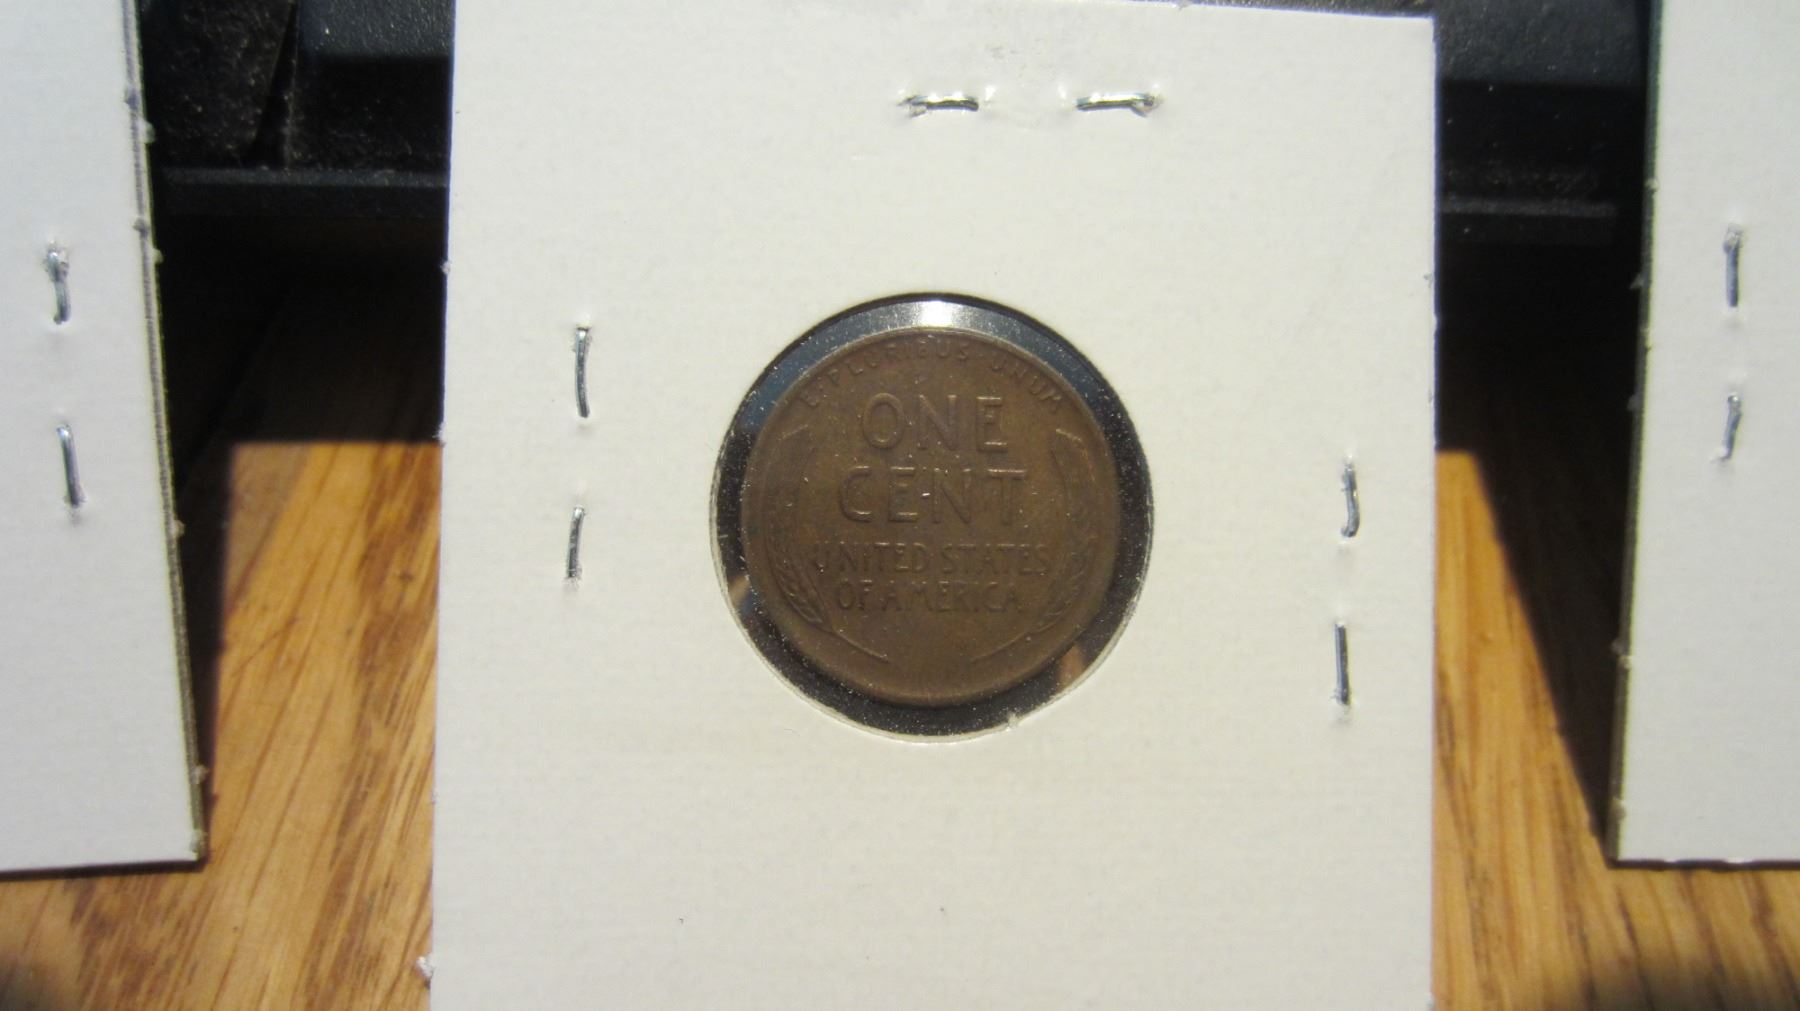 E·PLURIBUS·UNUM
ONE
CENT
UNITED STATES
OF AMERICA